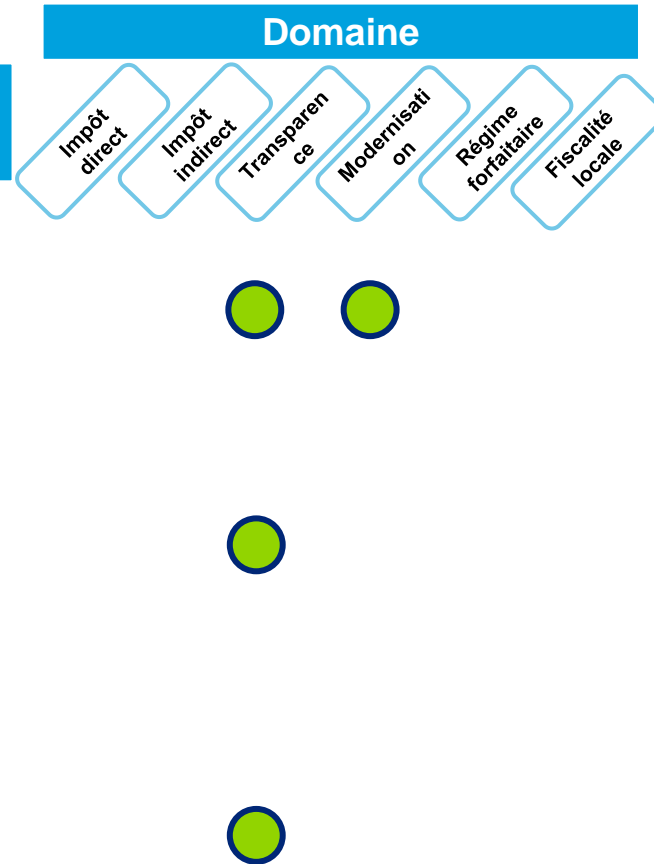 Domaine
Impôt
direct
Impôt
indirect
Transparen
ce
Modernisati
on
Régime
forfaitaire
Fiscalité
locale